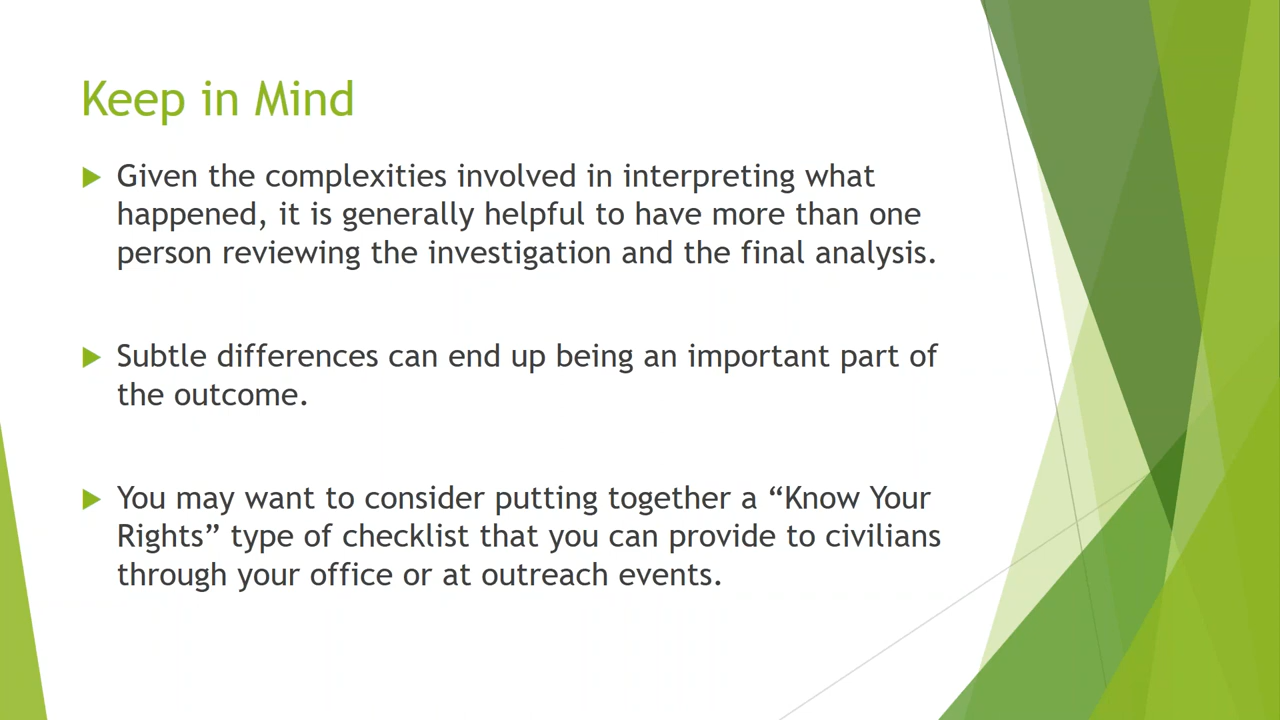 Keep in Mind
Given the complexities involved in interpreting what
happened, it is generally helpful to have more than one
person reviewing the investigation and the final analysis.
Subtle differences can end up being an important part of
the outcome.
You may want to consider putting together a “Know Your
Rights” type of checklist that you can provide to civilians
through your office or at outreach events.